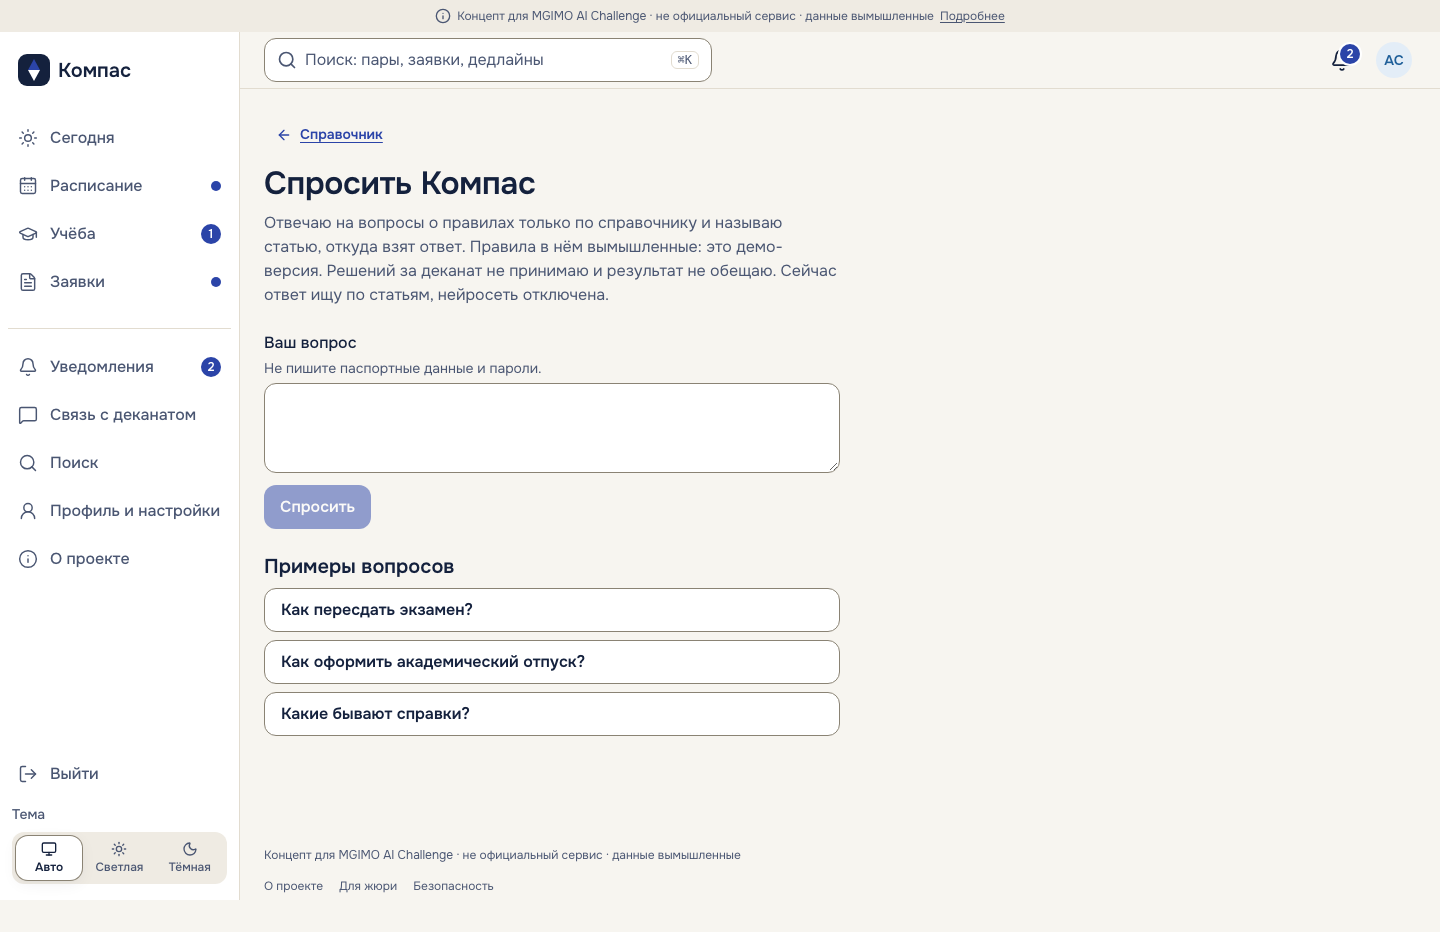 Концепт для MGIMO AI Challenge · не официальный сервис · данные вымышленные Подробнее
Компас
Поиск: пары, заявки, дедлайны
⌘K
2
АС
Сегодня
Расписание
Учёба
1
Заявки
Уведомления
2
Связь с деканатом
Поиск
Профиль и настройки
О проекте
Выйти
Тема
Авто
Светлая
Тёмная
Справочник
Спросить Компас
Отвечаю на вопросы о правилах только по справочнику и называю
статью, откуда взят ответ. Правила в нём вымышленные: это демо-
версия. Решений за деканат не принимаю и результат не обещаю. Сейчас
ответ ищу по статьям, нейросеть отключена.
Ваш вопрос
Не пишите паспортные данные и пароли.
Спросить
Примеры вопросов
Как пересдать экзамен?
Как оформить академический отпуск?
Какие бывают справки?
Концепт для MGIMO AI Challenge · не официальный сервис · данные вымышленные
О проекте
Для жюри
Безопасность